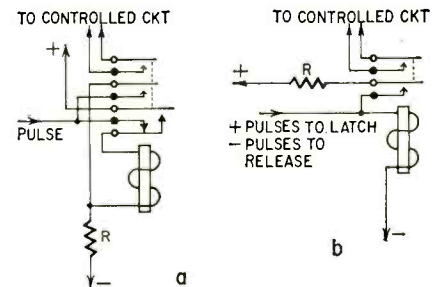 TO CONTROLLED CKT
+
PULSE
R
−
a
TO CONTROLLED CKT
+
R
+ PULSES TO LATCH
− PULSES TO
RELEASE
−
b